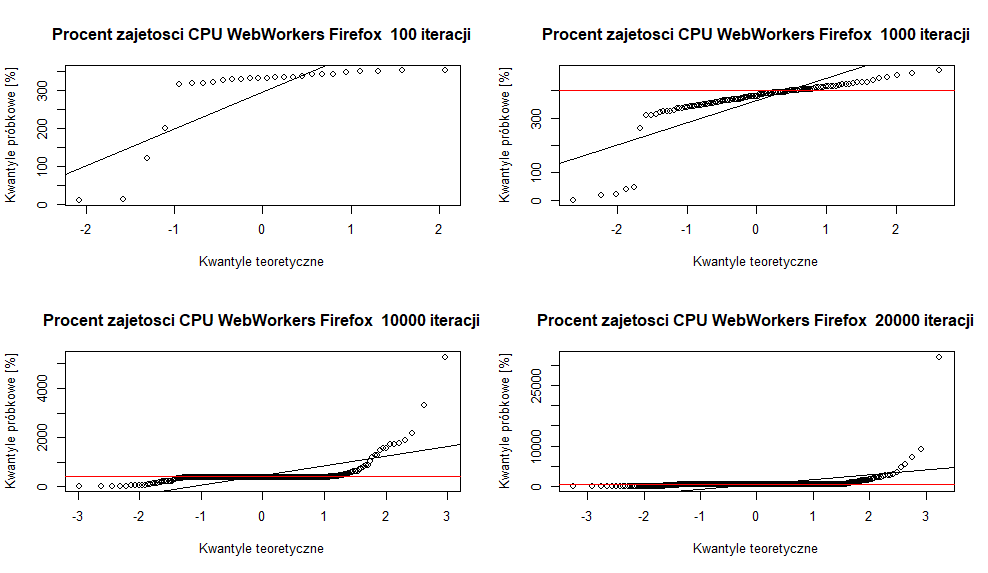 Procent zajetosci CPU WebWorkers Firefox 100 iteracji
Kwantyle próbkowe [%]
300
200
100
0
-2 -1 0 1 2
Kwantyle teoretyczne
Procent zajetosci CPU WebWorkers Firefox 1000 iteracji
Kwantyle próbkowe [%]
300
100
0
-2 -1 0 1 2
Kwantyle teoretyczne
Procent zajetosci CPU WebWorkers Firefox 10000 iteracji
Kwantyle próbkowe [%]
4000
2000
0
-3 -2 -1 0 1 2 3
Kwantyle teoretyczne
Procent zajetosci CPU WebWorkers Firefox 20000 iteracji
Kwantyle próbkowe [%]
25000
10000
0
-3 -2 -1 0 1 2 3
Kwantyle teoretyczne